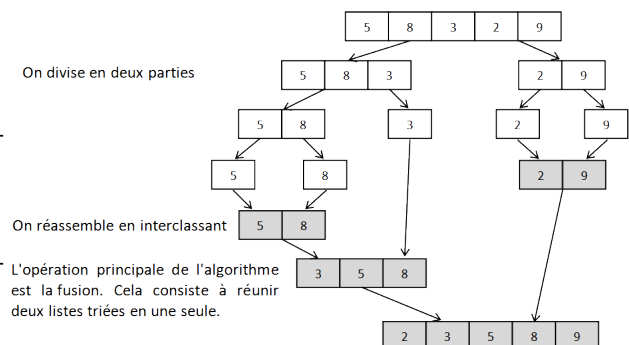 5 8 3 2 9
On divise en deux parties
5 8 3
2 9
5 8
3
2
9
5
8
2 9
On réassemble en interclassant
5 8
L'opération principale de l'algorithme
est la fusion. Cela consiste à réunir
deux listes triées en une seule.
3 5 8
2 3 5 8 9